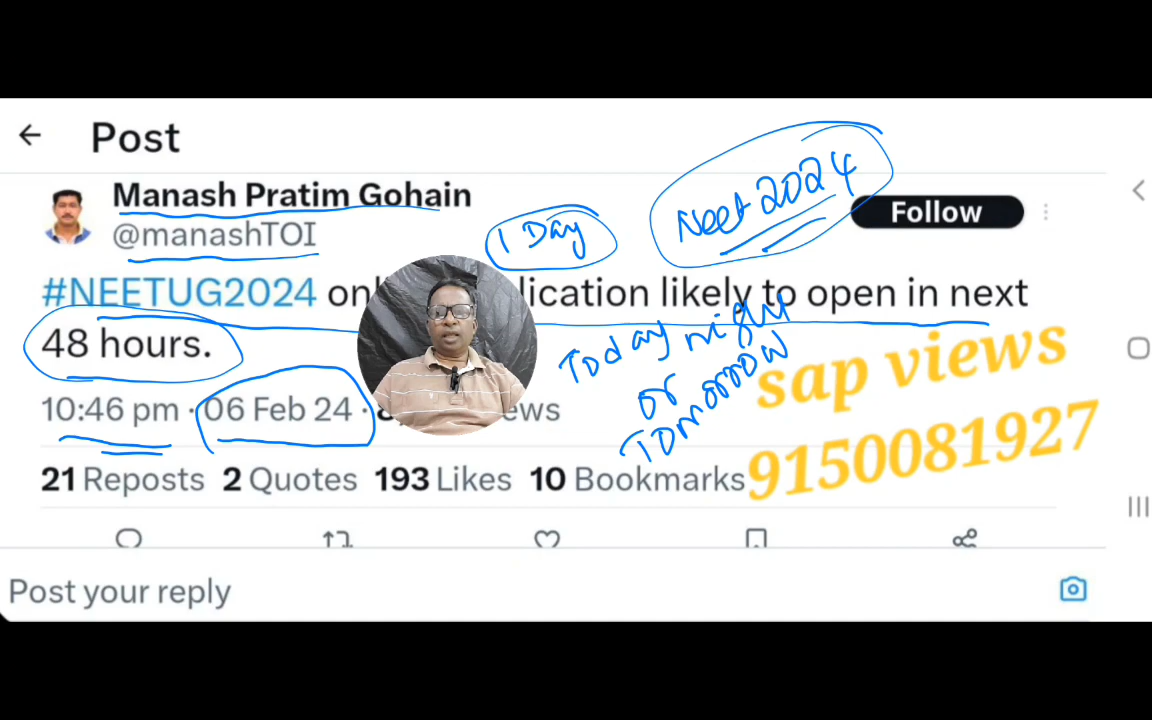 Post
Manash Pratim Gohain
@manashTOI
Follow
Neet 2024
1 Day
#NEETUG2024 lication likely to open in next
48 hours.
Today night
or
Tomorrow
10:46 pm · 06 Feb 24 ·
21 Reposts 2 Quotes 193 Likes 10 Bookmarks
sap views
9150081927
Post your reply